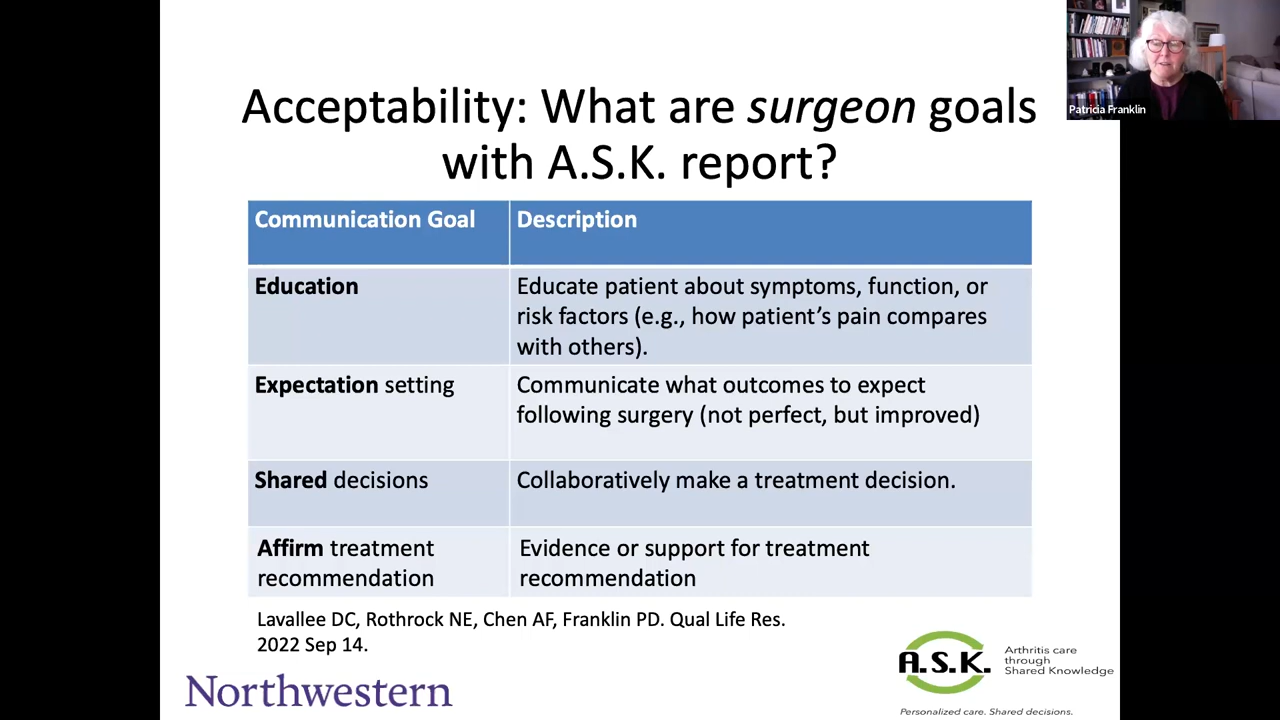 Patricia Franklin
Acceptability: What are surgeon goals
with A.S.K. report?
Communication Goal
Description
Education
Educate patient about symptoms, function, or
risk factors (e.g., how patient’s pain compares
with others).
Expectation setting
Communicate what outcomes to expect
following surgery (not perfect, but improved)
Shared decisions
Collaboratively make a treatment decision.
Affirm treatment
recommendation
Evidence or support for treatment
recommendation
Lavallee DC, Rothrock NE, Chen AF, Franklin PD. Qual Life Res.
2022 Sep 14.
Northwestern
A.S.K.
Arthritis care
through
Shared Knowledge
Personalized care. Shared decisions.